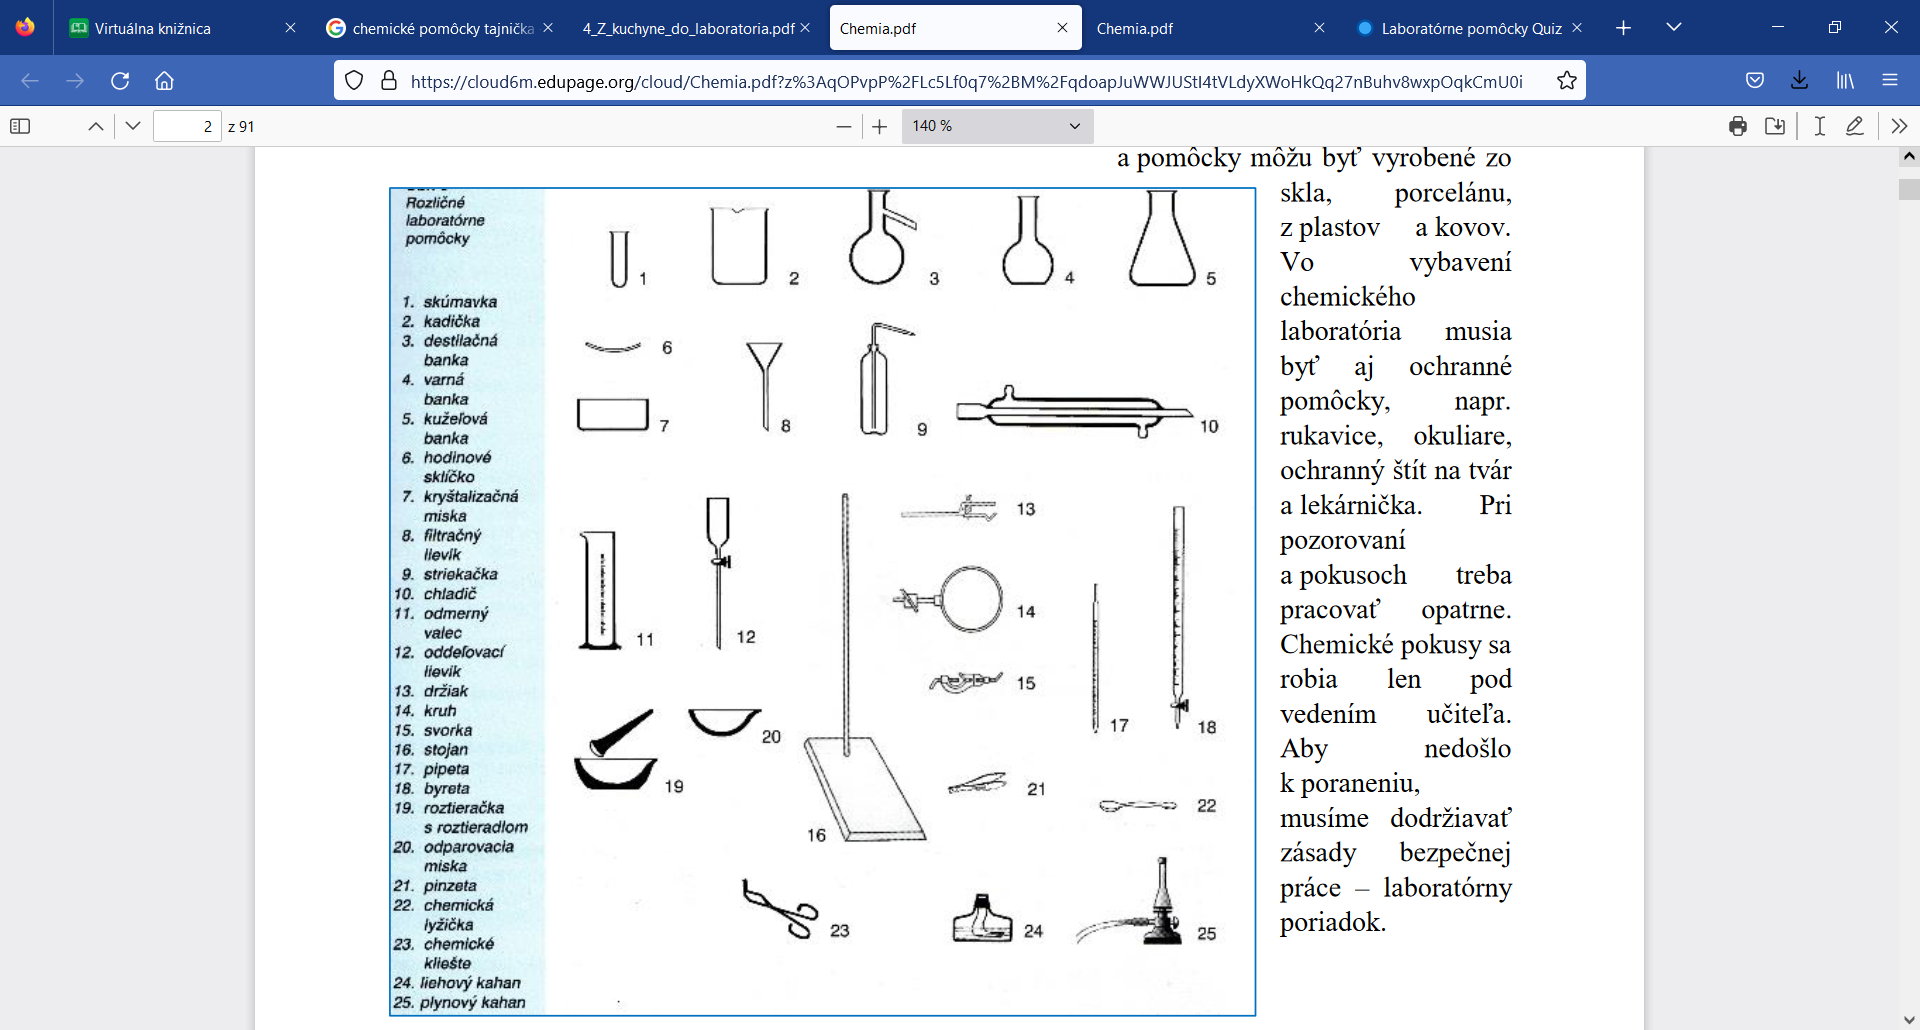 Virtuálna knižnica
chemické pomôcky tajnička
4_Z_kuchyne_do_laboratoria.pdf
Chemia.pdf
Chemia.pdf
Laboratórne pomôcky Quiz
https://cloud6m.edupage.org/cloud/Chemia.pdf?z%3AqOPvpP%2FLc5Lf0q7%2BM%2FqdoapJuWWJUStI4tVLdyXWoHkQq27nBuhv8wxpOqkCmU0i
2 z 91
140 %
a pomôcky môžu byť vyrobené zo
skla, porcelánu,
z plastov a kovov.
Vo vybavení
chemického
laboratória musia
byť aj ochranné
pomôcky, napr.
rukavice, okuliare,
ochranný štít na tvár
a lekárnička. Pri
pozorovaní
a pokusoch treba
pracovať opatrne.
Chemické pokusy sa
robia len pod
vedením učiteľa.
Aby nedošlo
k poraneniu,
musíme dodržiavať
zásady bezpečnej
práce – laboratórny
poriadok.
Rozličné
laboratórne
pomôcky
1. skúmavka
2. kadička
3. destilačná
banka
4. varná
banka
5. kužeľová
banka
6. hodinové
sklíčko
7. kryštalizačná
miska
8. filtračný
lievik
9. striekačka
10. chladič
11. odmerný
valec
12. oddeľovací
lievik
13. držiak
14. kruh
15. svorka
16. stojan
17. pipeta
18. byreta
19. roztieračka
s roztieradlom
20. odparovacia
miska
21. pinzeta
22. chemická
lyžička
23. chemické
kliešte
24. liehový kahan
25. plynový kahan
1
2
3
4
5
6
7
8
9
10
11
12
13
14
15
16
17
18
19
20
21
22
23
24
25